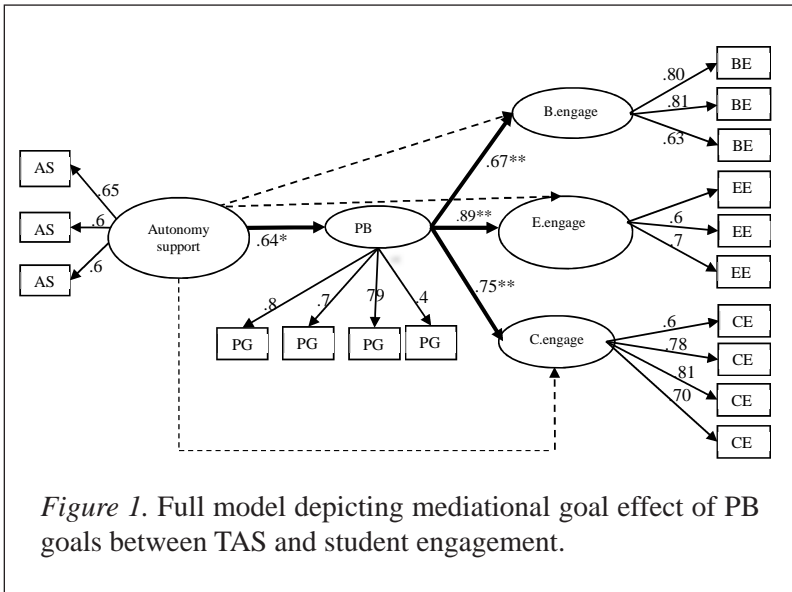 BE
.80
.81
BE
B.engage
.63
BE
.67**
AS
.65
EE
AS
.6
Autonomy
support
.64*
PB
.89**
E.engage
.6
EE
.7
AS
.6
EE
.75**
.8
.7
79
.4
PG
PG
PG
PG
C.engage
.6
CE
.78
CE
.81
CE
.70
CE
Figure 1. Full model depicting mediational goal effect of PB
goals between TAS and student engagement.